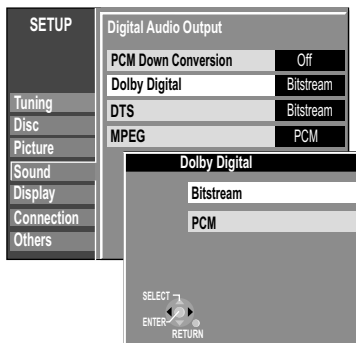 SETUP
Digital Audio Output
PCM Down Conversion Off
Dolby Digital Bitstream
DTS Bitstream
MPEG PCM
Tuning
Disc
Picture
Sound
Display
Connection
Others
Dolby Digital
Bitstream
PCM
SELECT
ENTER
RETURN